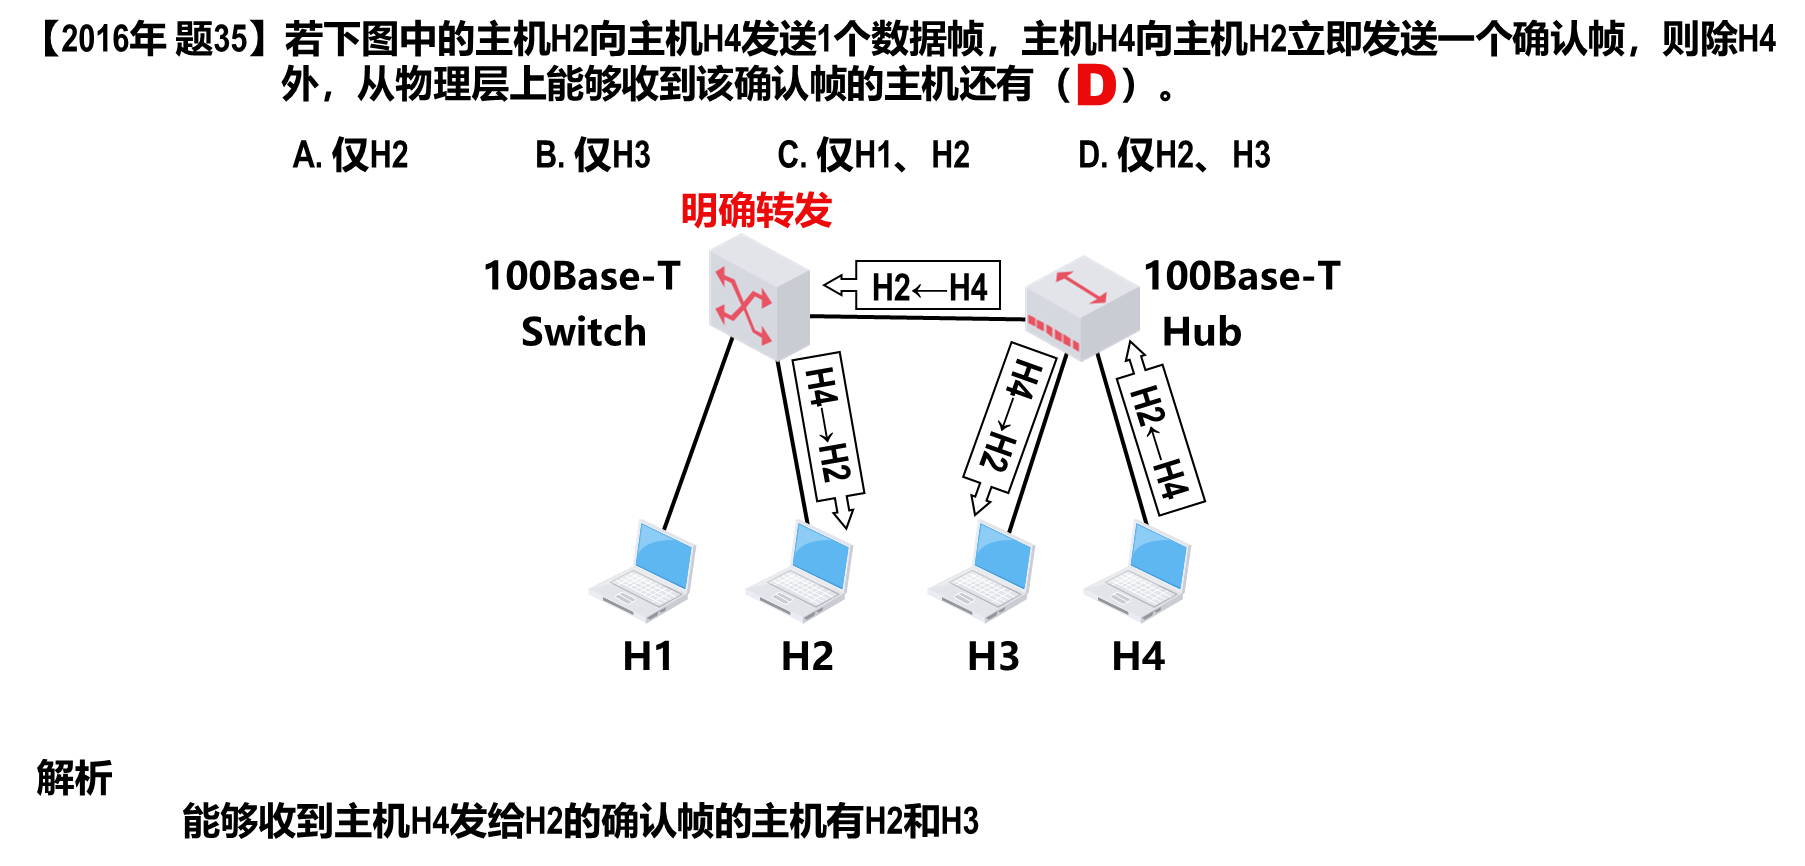 【2016年 题35】若下图中的主机H2向主机H4发送1个数据帧，主机H4向主机H2立即发送一个确认帧，则除H4
外，从物理层上能够收到该确认帧的主机还有（D）。
A. 仅H2 B. 仅H3 C. 仅H1、H2 D. 仅H2、H3
明确转发
100Base-T
Switch
H2←H4
100Base-T
Hub
H4→H2
H4→H2
H2←H4
H1 H2 H3 H4
解析
能够收到主机H4发给H2的确认帧的主机有H2和H3